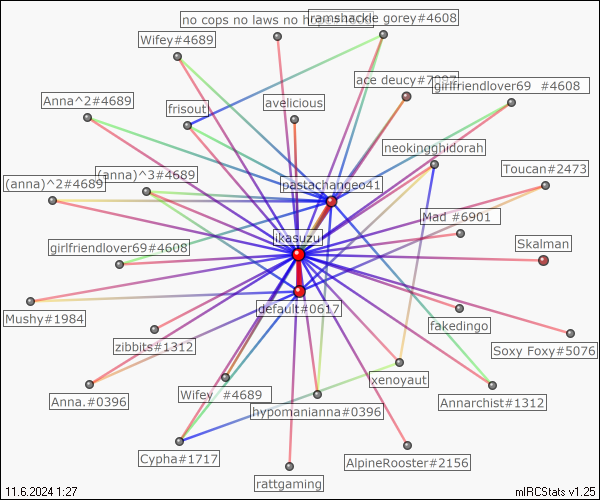 no cops no laws no
ramshackle gorey#4608
Wifey#4689
ace deucy
girlfriendlover69 #4608
Anna^2#4689
avelicious
frisout
neokingghidorah
Toucan#2473
(anna)^3#4689
(anna)^2#4689
pastachangeo41
Mad #6901
ikasuzu
Skalman
girlfriendlover69#4608
default#0617
Mushy#1984
fakedingo
zibbits#1312
Soxy Foxy#5076
xenoyaut
Anna.#0396
Wifey #4689
Annarchist#1312
hypomanianna#0396
Cypha#1717
AlpineRooster#2156
rattgaming
11.6.2024 1:27
mIRCStats v1.25